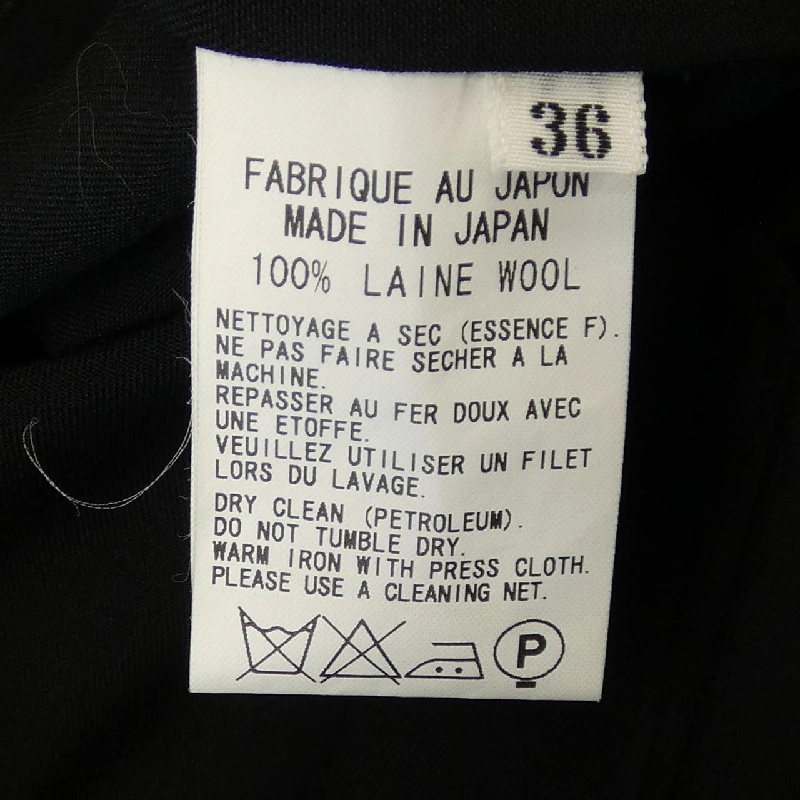 36
FABRIQUE AU JAPON
MADE IN JAPAN
100% LAINE WOOL
NETTOYAGE A SEC (ESSENCE F).
NE PAS FAIRE SECHER A LA
MACHINE.
REPASSER AU FER DOUX AVEC
UNE ETOFFE.
VEUILLEZ UTILISER UN FILET
LORS DU LAVAGE.
DRY CLEAN (PETROLEUM).
DO NOT TUMBLE DRY.
WARM IRON WITH PRESS CLOTH.
PLEASE USE A CLEANING NET.
P